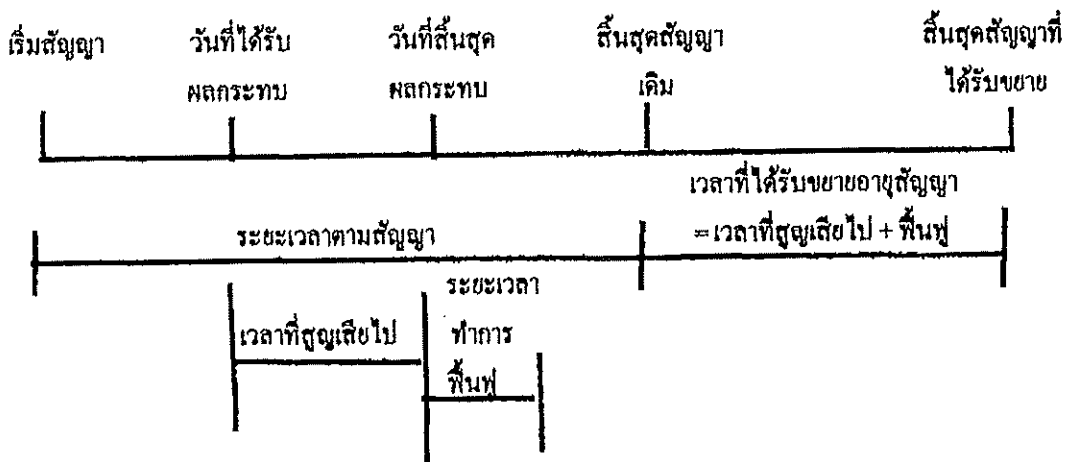 เริ่มสัญญา
วันที่ได้รับ
ผลกระทบ
วันที่สิ้นสุด
ผลกระทบ
สิ้นสุดสัญญา
เดิม
สิ้นสุดสัญญาที่
ได้รับขยาย
เวลาที่ได้รับขยายอายุสัญญา
= เวลาที่สูญเสียไป + ฟื้นฟู
ระยะเวลาตามสัญญา
ระยะเวลา
ทำการ
ฟื้นฟู
เวลาที่สูญเสียไป